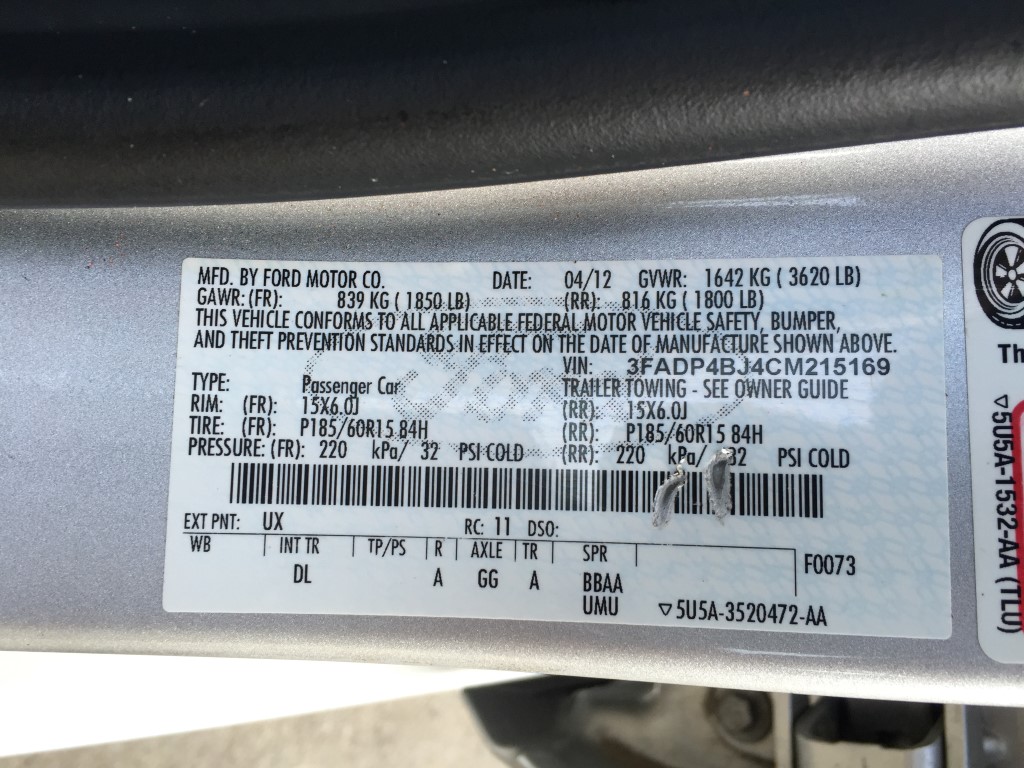 MFD. BY FORD MOTOR CO. DATE: 04/12 GVWR: 1642 KG ( 3620 LB)
GAWR: (FR): 839 KG ( 1850 LB) (RR): 816 KG ( 1800 LB)
THIS VEHICLE CONFORMS TO ALL APPLICABLE FEDERAL MOTOR VEHICLE SAFETY, BUMPER,
AND THEFT PREVENTION STANDARDS IN EFFECT ON THE DATE OF MANUFACTURE SHOWN ABOVE.
VIN: 3FADP4BJ4CM215169
TYPE: Passenger Car TRAILER TOWING - SEE OWNER GUIDE
RIM: (FR): 15X6.0J (RR): 15X6.0J
TIRE: (FR): P185/60R15 84H (RR): P185/60R15 84H
PRESSURE: (FR): 220 kPa/ 32 PSI COLD (RR): 220 kPa/ 32 PSI COLD
EXT PNT: UX RC: 11 DSO:
WB INT TR TP/PS R AXLE TR SPR F0073
DL A GG A BBAA
UMU ▽5U5A-3520472-AA
Th
▽5U5A-1532-AA (TLU)